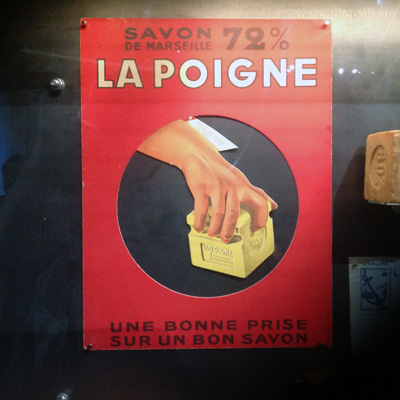 SAVON
DE MARSEILLE 72%
LA POIGNE
UNE BONNE PRISE
SUR UN BON SAVON